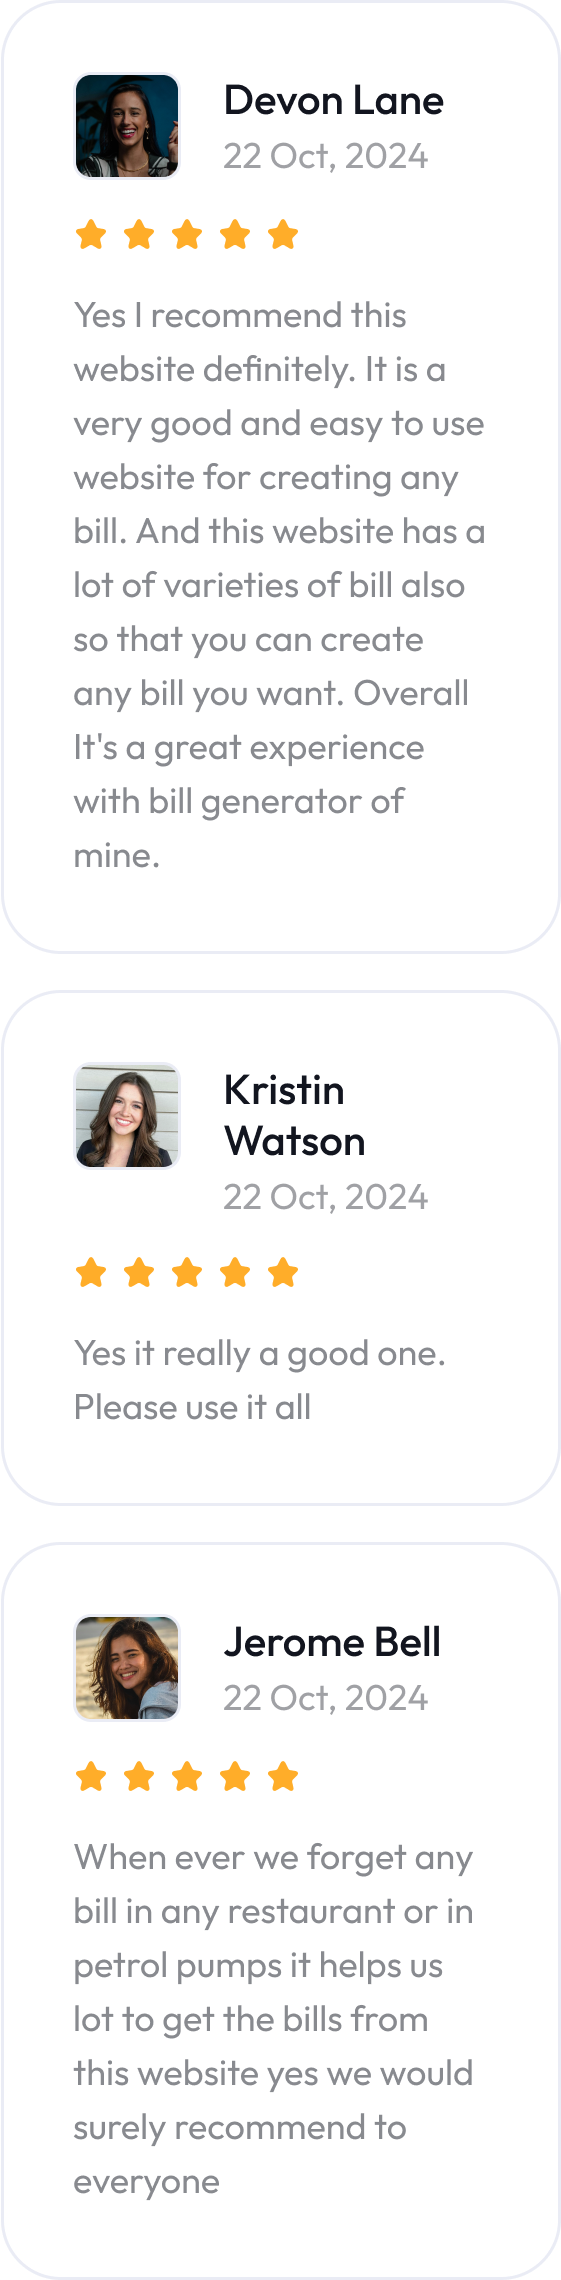 Devon Lane
22 Oct, 2024
Yes I recommend this
website definitely. It is a
very good and easy to use
website for creating any
bill. And this website has a
lot of varieties of bill also
so that you can create
any bill you want. Overall
It's a great experience
with bill generator of
mine.
Kristin
Watson
22 Oct, 2024
Yes it really a good one.
Please use it all
Jerome Bell
22 Oct, 2024
When ever we forget any
bill in any restaurant or in
petrol pumps it helps us
lot to get the bills from
this website yes we would
surely recommend to
everyone